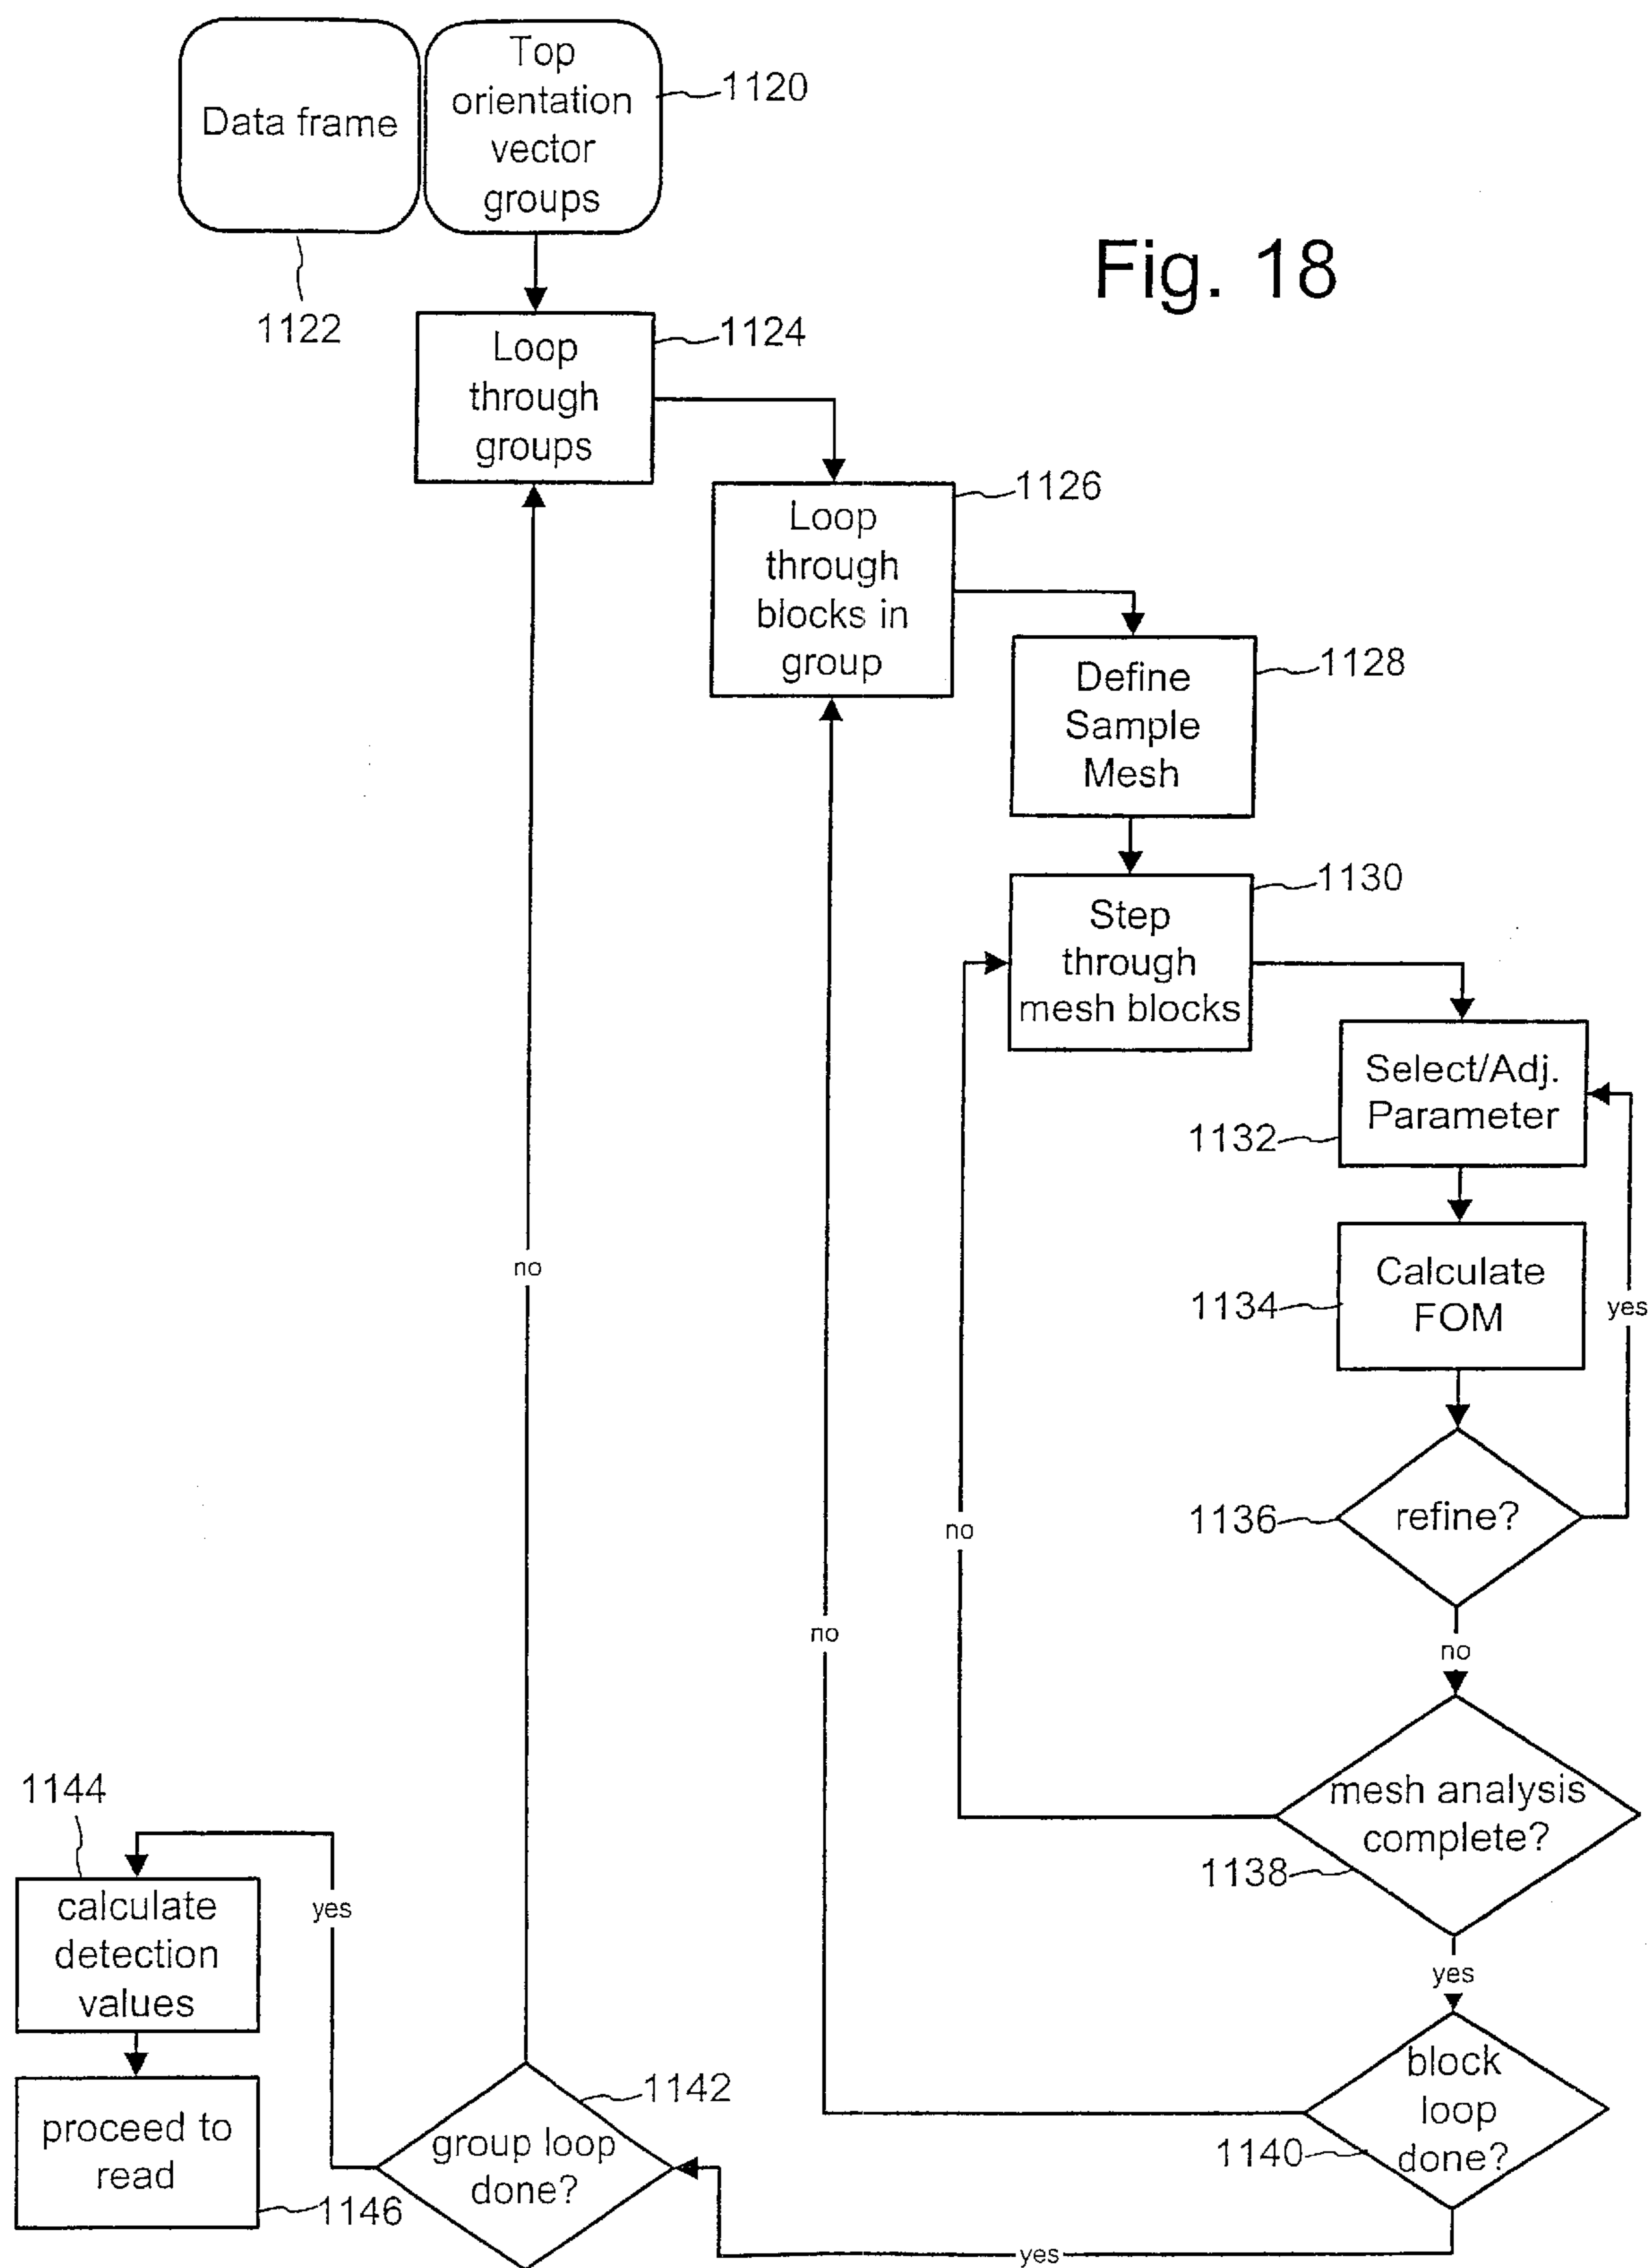 Data frame
Top
orientation
vector
groups
1120
1122
Fig. 18
Loop
through
groups
1124
Loop
through
blocks in
group
1126
Define
Sample
Mesh
1128
Step
through
mesh blocks
1130
Select/Adj.
Parameter
1132
Calculate
FOM
1134
yes
refine?
1136
no
no
no
no
mesh analysis
complete?
1138
yes
block
loop
done?
1140
yes
group loop
done?
1142
yes
1144
calculate
detection
values
proceed to
read
1146